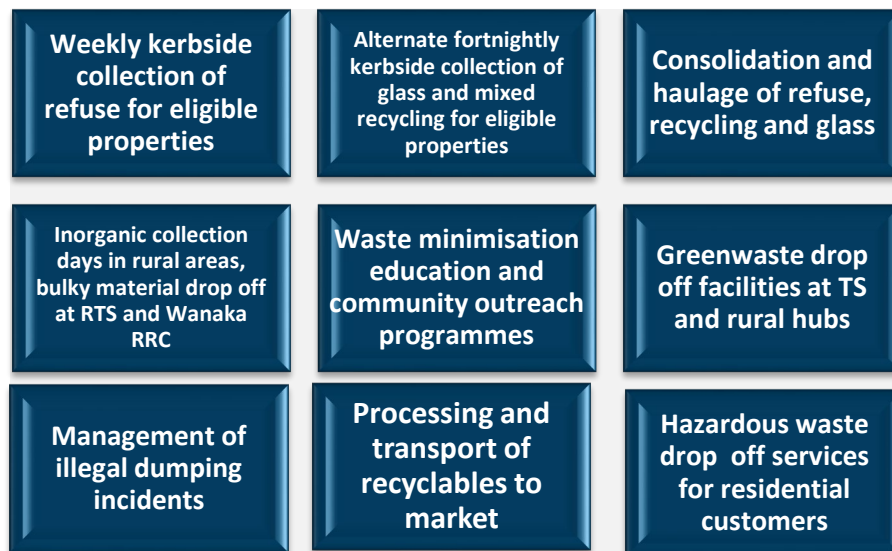 Weekly kerbside
collection of
refuse for eligible
properties
Alternate fortnightly
kerbside collection of
glass and mixed
recycling for eligible
properties
Consolidation and
haulage of refuse,
recycling and glass
Inorganic collection
days in rural areas,
bulky material drop off
at RTS and Wanaka
RRC
Waste minimisation
education and
community outreach
programmes
Greenwaste drop
off facilities at TS
and rural hubs
Management of
illegal dumping
incidents
Processing and
transport of
recyclables to
market
Hazardous waste
drop  off services
for residential
customers